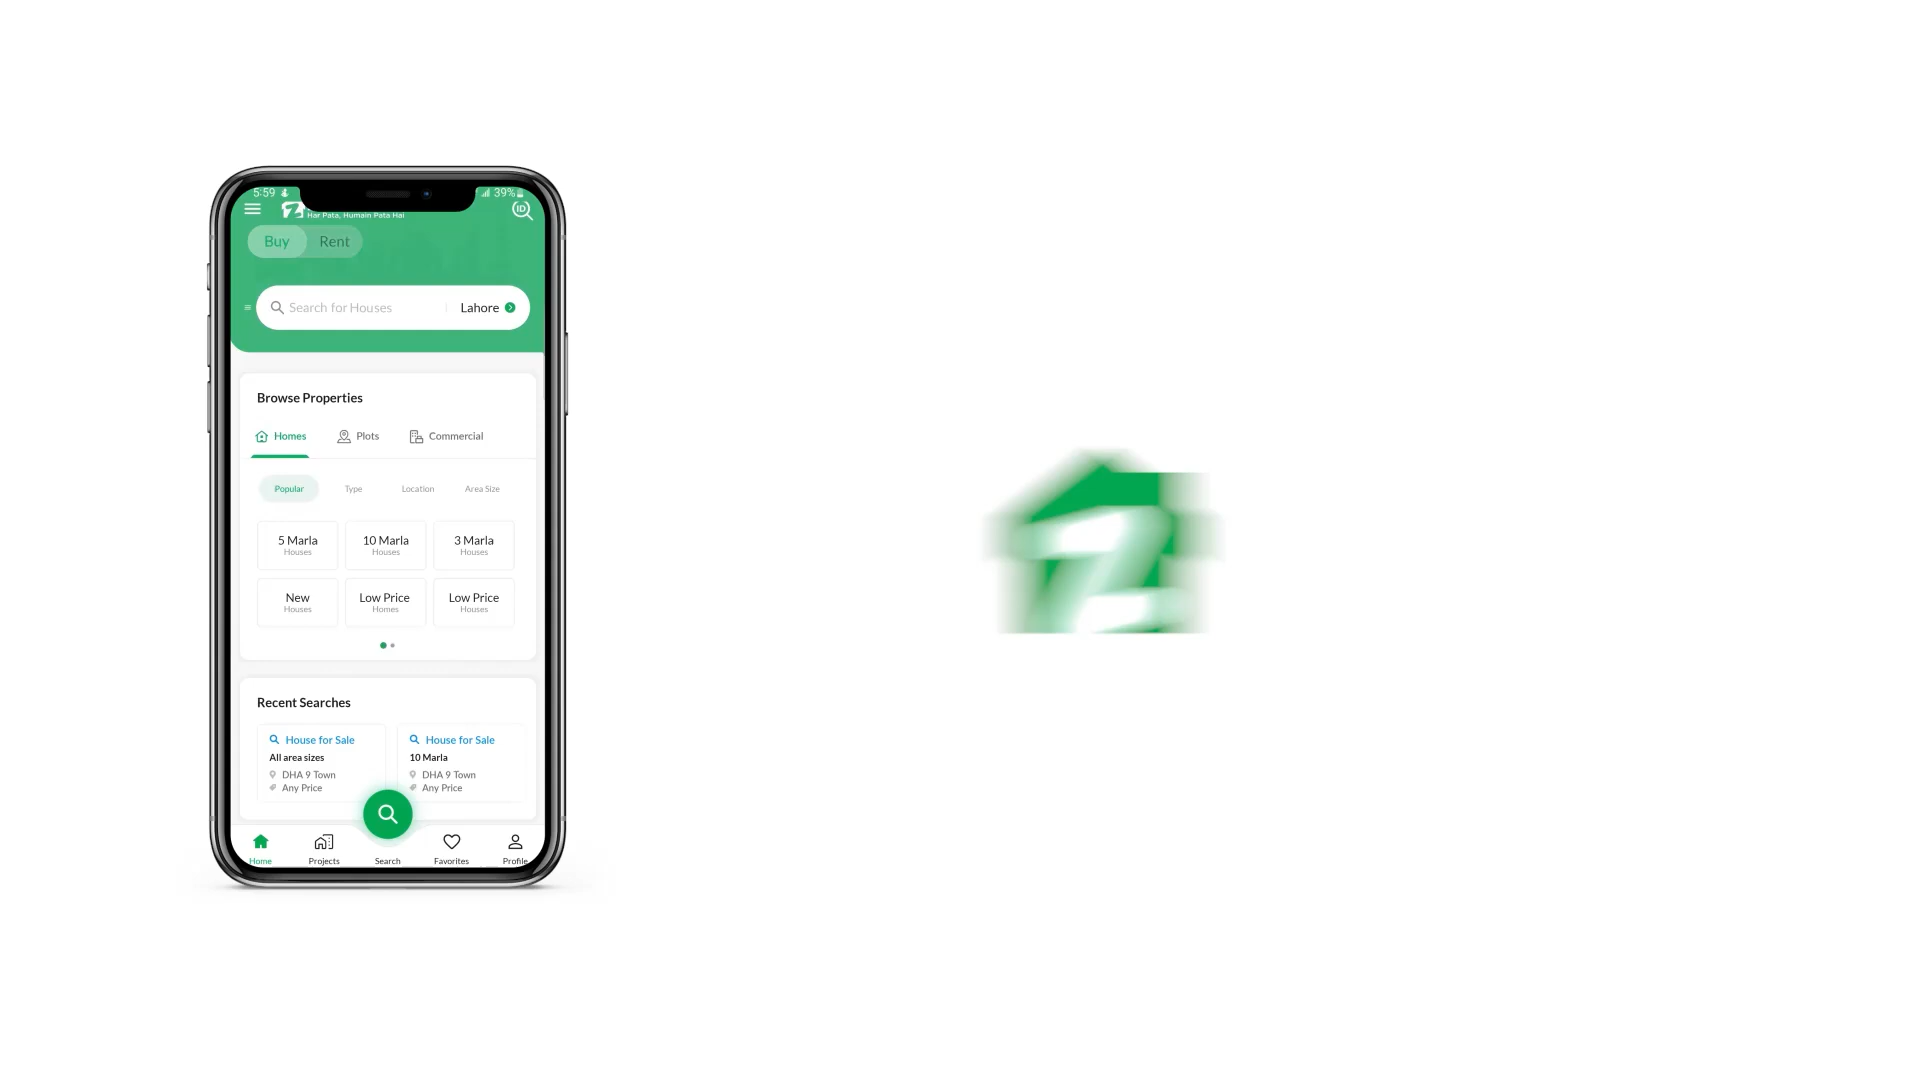 5:59
39%
Har Pata, Humain Pata Hai
ID
Buy Rent
Search for Houses Lahore
Browse Properties
Homes Plots Commercial
Popular Type Location Area Size
5 Marla 10 Marla 3 Marla
Houses Houses Houses
New Low Price Low Price
Houses Homes Houses
Recent Searches
House for Sale House for Sale
All area sizes 10 Marla
DHA 9 Town DHA 9 Town
Any Price Any Price
Home Projects Search Favorites Profile
Z